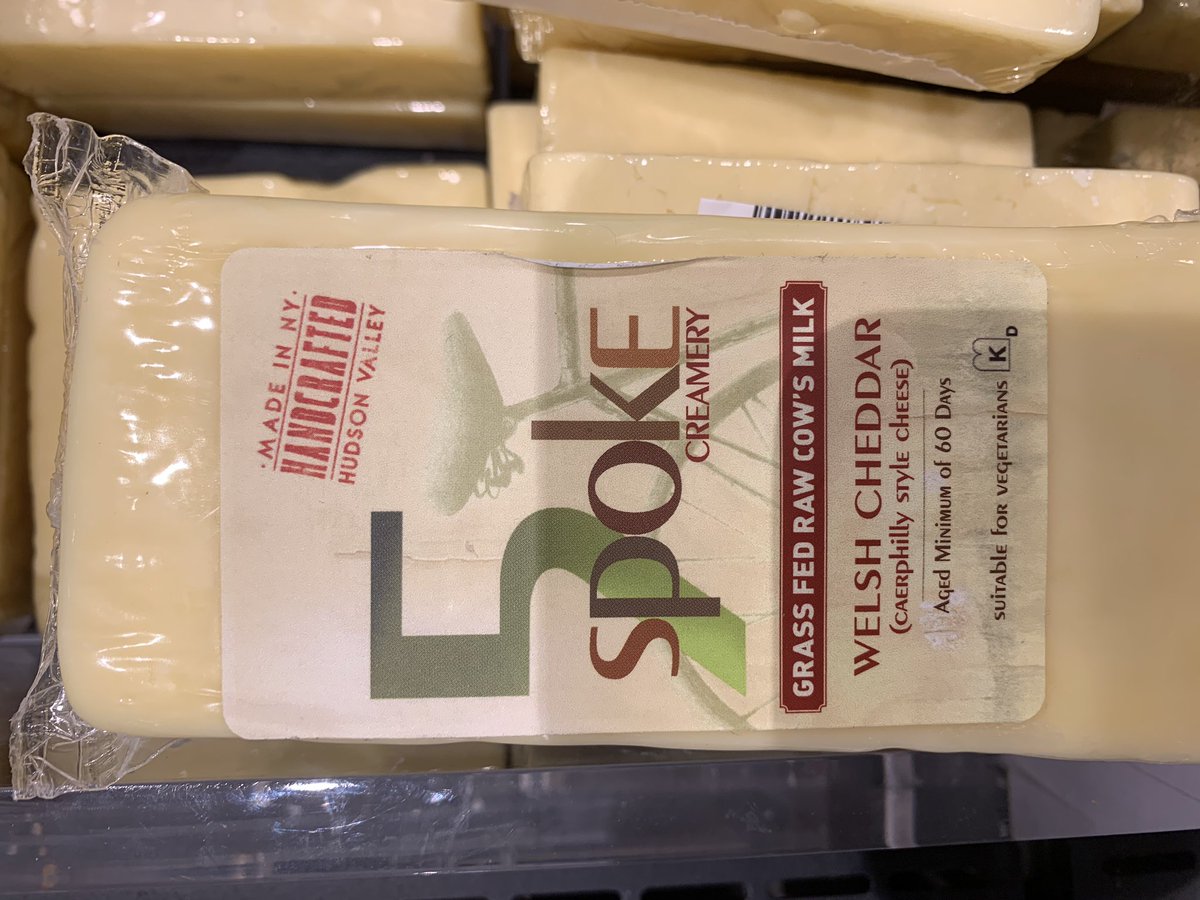 ·MADE IN NY·
HANDCRAFTED
HUDSON VALLEY
5
spoke
CREAMERY
GRASS FED RAW COW'S MILK
WELSH CHEDDAR
(CAERphilly style cheese)
Aged Minimum of 60 Days
suitable for vegetarians K D